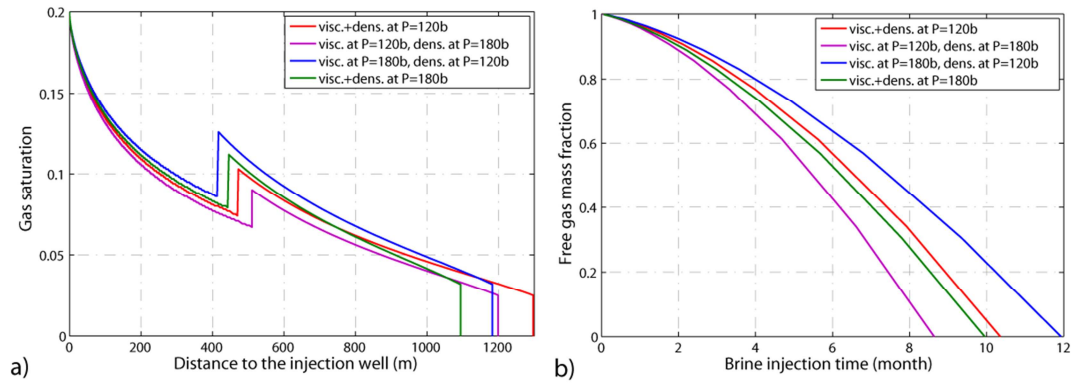 0.2
0.15
0.1
0.05
0
Gas saturation
visc.+dens. at P=120b
visc. at P=120b, dens. at P=180b
visc. at P=180b, dens. at P=120b
visc.+dens. at P=180b
0 200 400 600 800 1000 1200
Distance to the injection well (m)
a)
1
0.8
0.6
0.4
0.2
0
Free gas mass fraction
visc.+dens. at P=120b
visc. at P=120b, dens. at P=180b
visc. at P=180b, dens. at P=120b
visc.+dens. at P=180b
0 2 4 6 8 10 12
Brine injection time (month)
b)